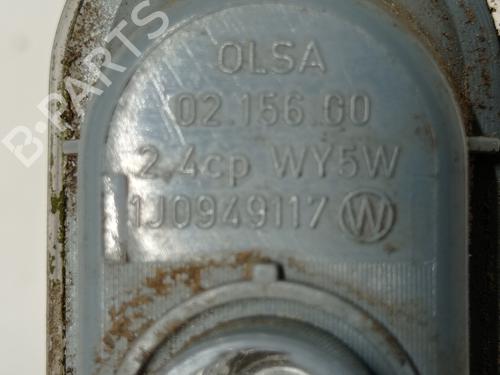 OLSA
02.156.00
2,4cp WY5W
1J0949117
B-PARTS